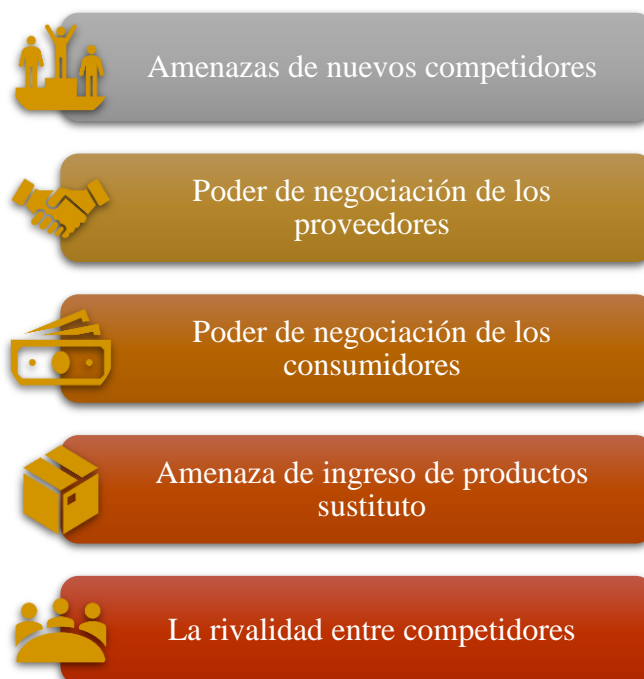 Amenazas de nuevos competidores
Poder de negociación de los
proveedores
Poder de negociación de los
consumidores
Amenaza de ingreso de productos
sustituto
La rivalidad entre competidores